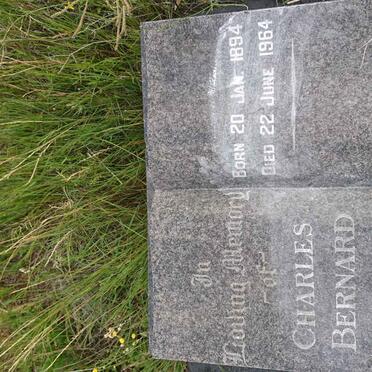 In
Loving Memory
-of-
CHARLES
BERNARD
BORN 20 JAN. 1894
DIED 22 JUNE 1964